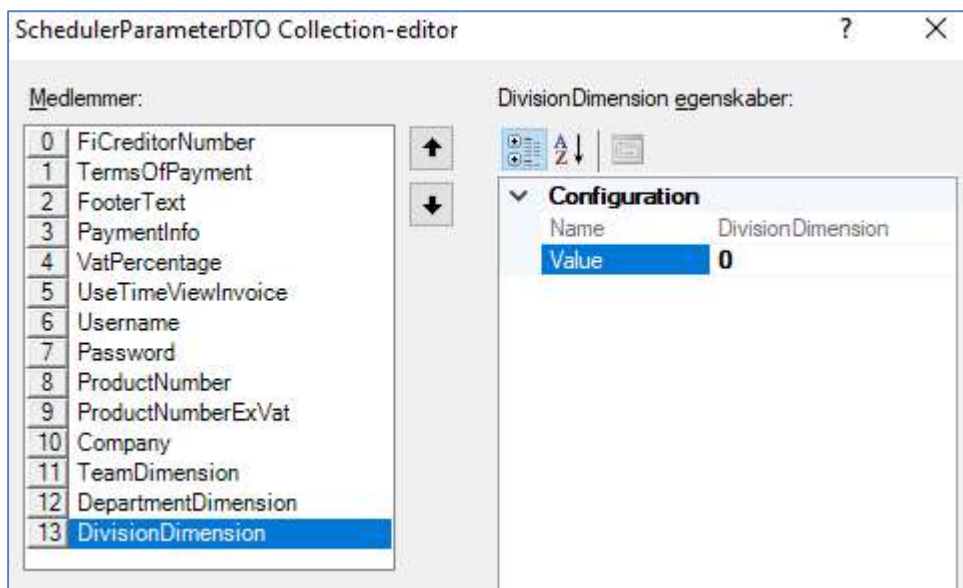 SchedulerParameterDTO Collection-editor ? X
Medlemmer:
0 FiCreditorNumber
1 TermsOfPayment
2 FooterText
3 PaymentInfo
4 VatPercentage
5 UseTimeViewInvoice
6 Username
7 Password
8 ProductNumber
9 ProductNumberExVat
10 Company
11 TeamDimension
12 DepartmentDimension
13 DivisionDimension
DivisionDimension egenskaber:
A
Z
Configuration
Name DivisionDimension
Value 0